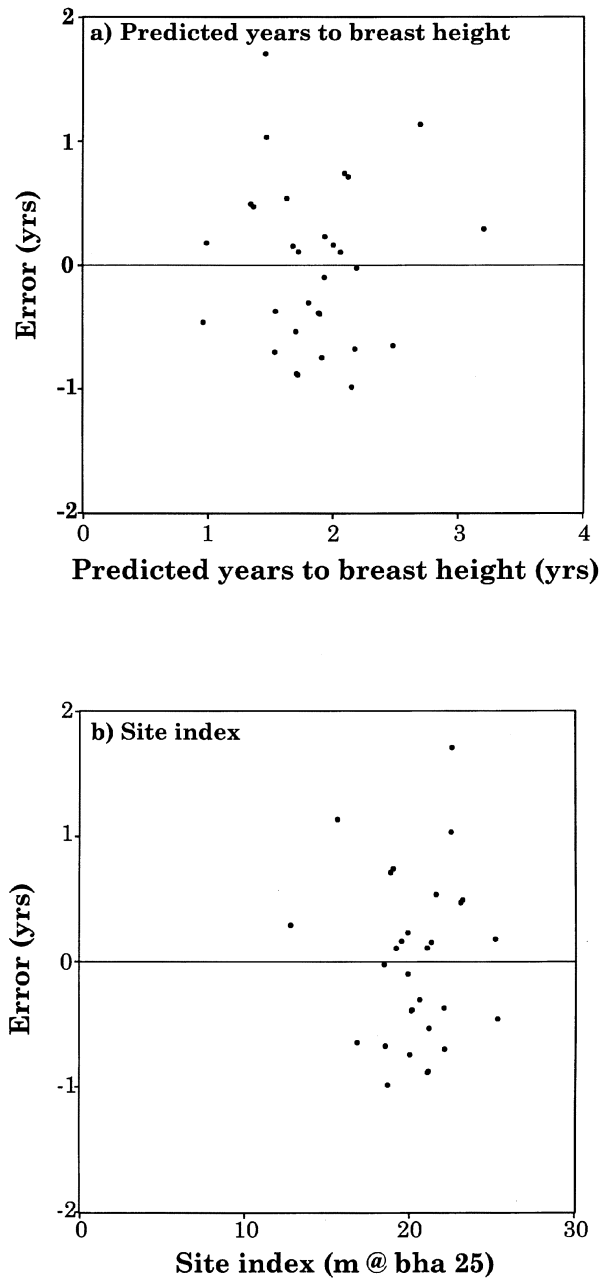 a) Predicted years to breast height
2
1
0
-1
-2
Error (yrs)
0 1 2 3 4
Predicted years to breast height (yrs)
b) Site index
2
1
0
-1
-2
Error (yrs)
0 10 20 30
Site index (m @ bha 25)